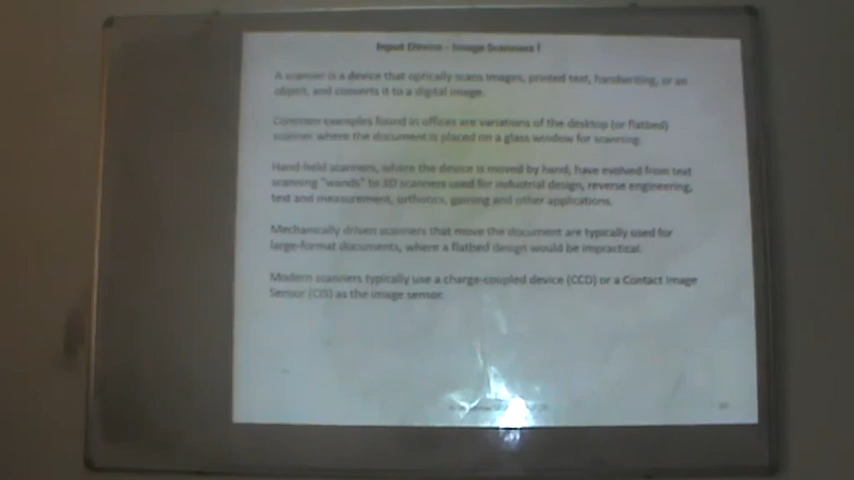 Input Device - Image Scanners I
A scanner is a device that optically scans images, printed text, handwriting, or an
object, and converts it to a digital image.
Common examples found in offices are variations of the desktop (or flatbed)
scanner where the document is placed on a glass window for scanning.
Hand-held scanners, where the device is moved by hand, have evolved from text
scanning "wands" to 3D scanners used for industrial design, reverse engineering,
test and measurement, orthotics, gaming and other applications.
Mechanically driven scanners that move the document are typically used for
large-format documents, where a flatbed design would be impractical.
Modern scanners typically use a charge-coupled device (CCD) or a Contact Image
Sensor (CIS) as the image sensor.